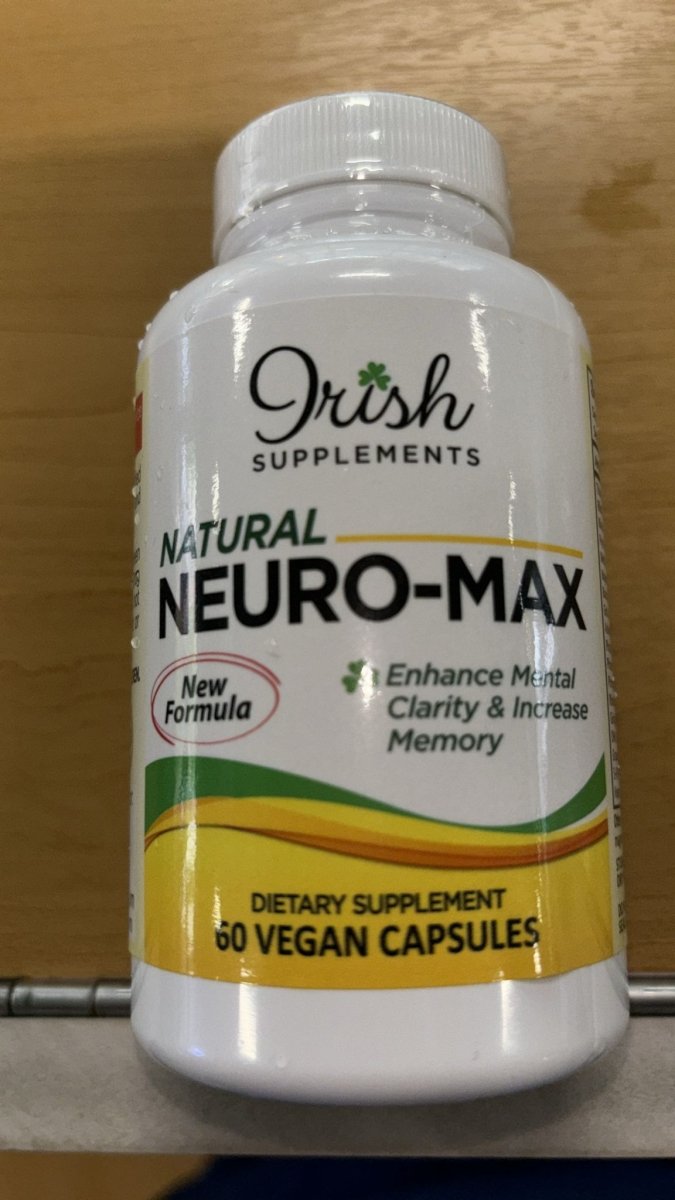 Irish
SUPPLEMENTS
NATURAL
NEURO-MAX
New
Formula
Enhance Mental
Clarity & Increase
Memory
DIETARY SUPPLEMENT
60 VEGAN CAPSULES